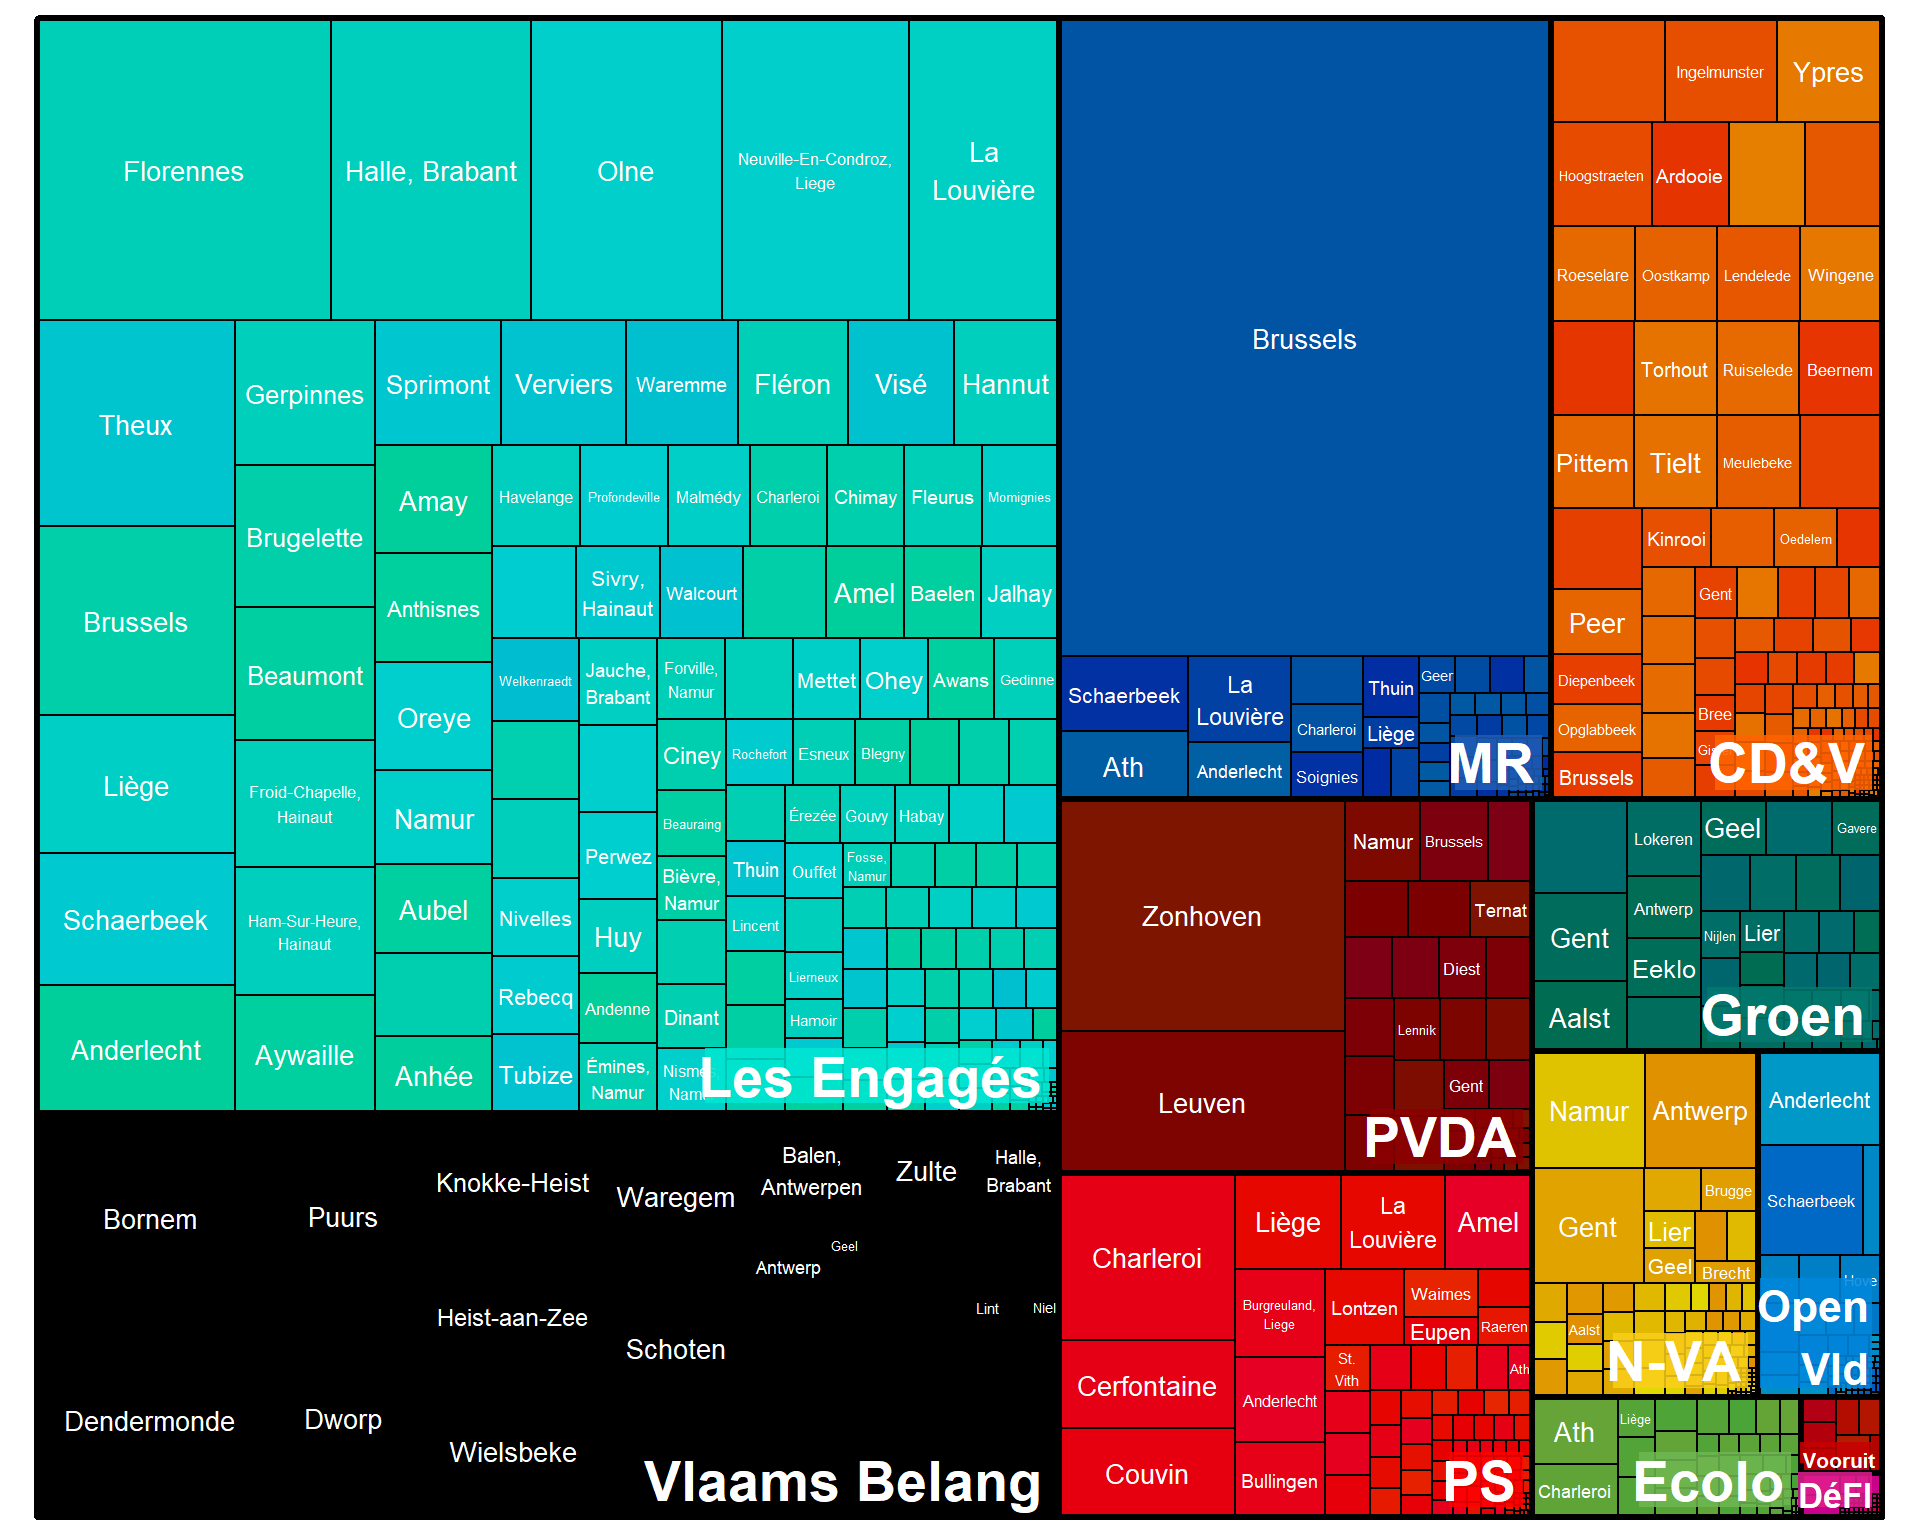 Florennes
Halle, Brabant
Olne
Neuville-En-Condroz,
Liege
La
Louvière
Theux
Gerpinnes
Sprimont
Verviers
Waremme
Fléron
Visé
Hannut
Brugelette
Amay
Havelange
Profondeville
Malmédy
Charleroi
Chimay
Fleurus
Momignies
Brussels
Beaumont
Anthisnes
Sivry,
Hainaut
Walcourt
Amel
Baelen
Jalhay
Oreye
Welkenraedt
Jauche,
Brabant
Forville,
Namur
Mettet
Ohey
Awans
Gedinne
Liège
Froid-Chapelle,
Hainaut
Namur
Ciney
Rochefort
Esneux
Blegny
Beauraing
Érezée
Gouvy
Habay
Schaerbeek
Ham-Sur-Heure,
Hainaut
Aubel
Nivelles
Perwez
Bièvre,
Namur
Thuin
Ouffet
Fosse,
Namur
Huy
Lincent
Anderlecht
Aywaille
Anhée
Rebecq
Andenne
Dinant
Lierneux
Hamoir
Tubize
Émines,
Namur
Les Engagés
Bornem
Puurs
Knokke-Heist
Waregem
Balen,
Antwerpen
Zulte
Halle,
Brabant
Antwerp
Geel
Heist-aan-Zee
Schoten
Lint
Niel
Dendermonde
Dworp
Wielsbeke
Vlaams Belang
Brussels
Schaerbeek
La
Louvière
Thuin
Geer
Ath
Anderlecht
Charleroi
Soignies
Liège
MR
Ingelmunster
Ypres
Hoogstraeten
Ardooie
Roeselare
Oostkamp
Lendelede
Wingene
Torhout
Ruiselede
Beernem
Pittem
Tielt
Meulebeke
Kinrooi
Oedelem
Peer
Gent
Diepenbeek
Opglabbeek
Bree
Brussels
CD&V
Zonhoven
Leuven
Namur
Brussels
Ternat
Diest
Lennik
Gent
PVDA
Lokeren
Geel
Gavere
Gent
Antwerp
Nijlen
Lier
Eeklo
Aalst
Groen
Charleroi
Liège
La
Louvière
Amel
Burgreuland,
Liege
Lontzen
Waimes
Eupen
Raeren
Cerfontaine
Anderlecht
St.
Vith
Ath
Couvin
Bullingen
PS
Namur
Antwerp
Gent
Brugge
Lier
Geel
Brecht
Aalst
N-VA
Anderlecht
Schaerbeek
Hove
Open
Vld
Ath
Liège
Charleroi
Ecolo
Vooruit
DéFI